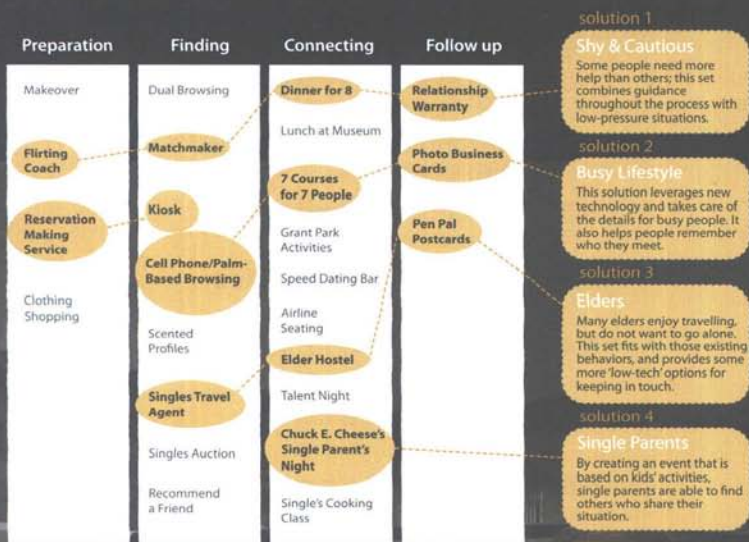 Preparation
Makeover
Flirting
Coach
Reservation
Making
Service
Clothing
Shopping
Finding
Dual Browsing
Matchmaker
Kiosk
Cell Phone/Palm-
Based Browsing
Scented
Profiles
Singles Travel
Agent
Singles Auction
Recommend
a Friend
Connecting
Dinner for 8
Lunch at Museum
7 Courses
for 7 People
Grant Park
Activities
Speed Dating Bar
Airline
Seating
Elder Hostel
Talent Night
Chuck E. Cheese's
Single Parent's
Night
Single's Cooking
Class
Follow up
Relationship
Warranty
Photo Business
Cards
Pen Pal
Postcards
solution 1
Shy & Cautious
Some people need more
help than others; this set
combines guidance
throughout the process with
low-pressure situations.
solution 2
Busy Lifestyle
This solution leverages new
technology and takes care of
the details for busy people. It
also helps people remember
who they meet.
solution 3
Elders
Many elders enjoy travelling,
but do not want to go alone.
This set fits with those existing
behaviors, and provides some
more 'low-tech' options for
keeping in touch.
solution 4
Single Parents
By creating an event that is
based on kids' activities,
single parents are able to find
others who share their
situation.